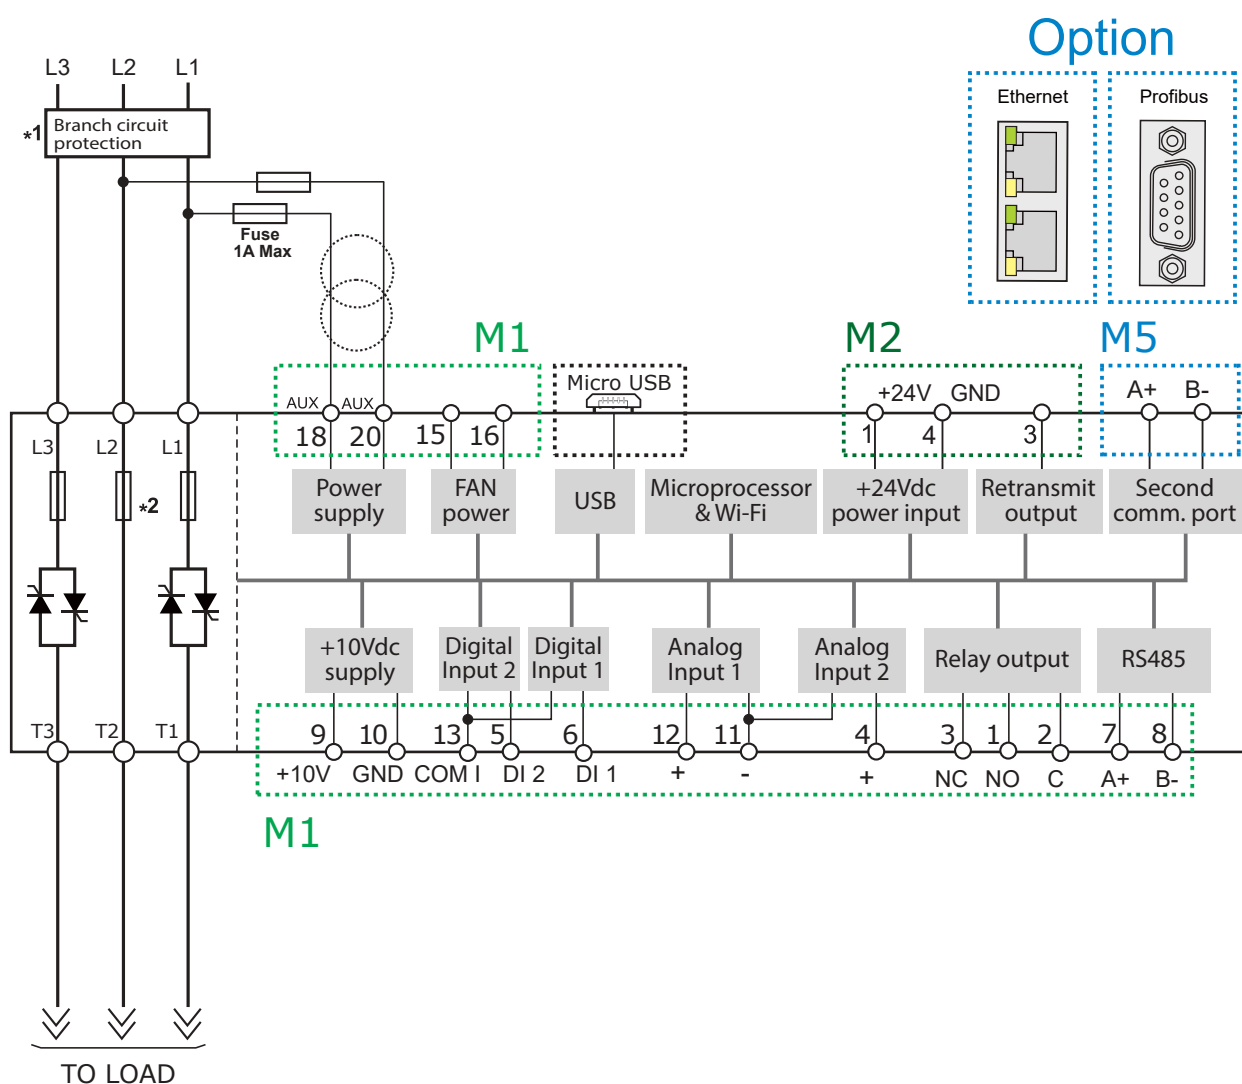 Option
Ethernet
Profibus
L3 L2 L1
*1
Branch circuit
protection
Fuse
1A Max
M1
M2
M5
Micro USB
AUX AUX
+24V GND
A+ B-
18 20 15 16
1 4 3
L3 L2 L1
*2
Power
supply
FAN
power
USB
Microprocessor
& Wi-Fi
+24Vdc
power input
Retransmit
output
Second
comm. port
+10Vdc
supply
Digital
Input 2
Digital
Input 1
Analog
Input 1
Analog
Input 2
Relay output
RS485
T3 T2 T1
9 10 13 5 6 12 11 4 3 1 2 7 8
+10V GND COM I DI 2 DI 1 + - + NC NO C A+ B-
M1
TO LOAD